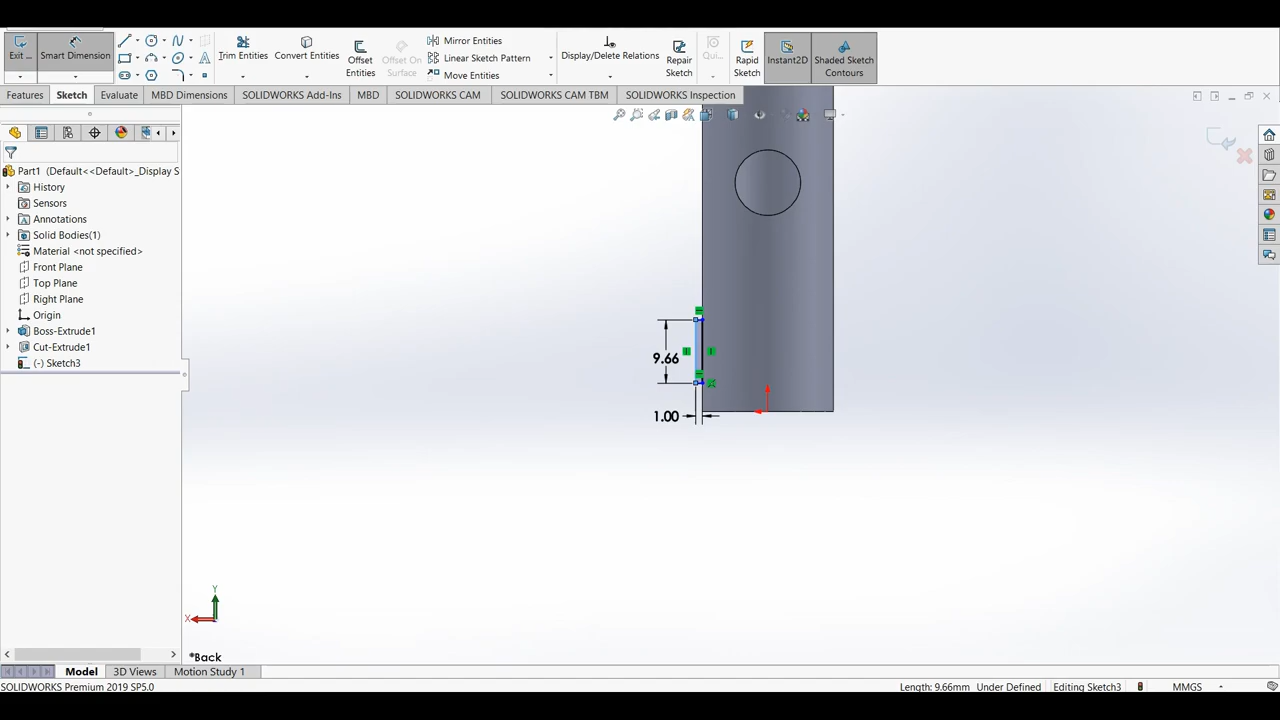 Exit ...
Smart Dimension
Trim Entities
Convert Entities
Offset Entities
Offset On Surface
Mirror Entities
Linear Sketch Pattern
Move Entities
Display/Delete Relations
Repair Sketch
Qui...
Rapid Sketch
Instant2D
Shaded Sketch Contours
Features
Sketch
Evaluate
MBD Dimensions
SOLIDWORKS Add-Ins
MBD
SOLIDWORKS CAM
SOLIDWORKS CAM TBM
SOLIDWORKS Inspection
Part1 (Default<<Default>_Display S
History
Sensors
Annotations
Solid Bodies(1)
Material <not specified>
Front Plane
Top Plane
Right Plane
Origin
Boss-Extrude1
Cut-Extrude1
(-) Sketch3
9.66
1.00
Y
X
*Back
Model
3D Views
Motion Study 1
SOLIDWORKS Premium 2019 SP5.0
Length: 9.66mm
Under Defined
Editing Sketch3
MMGS